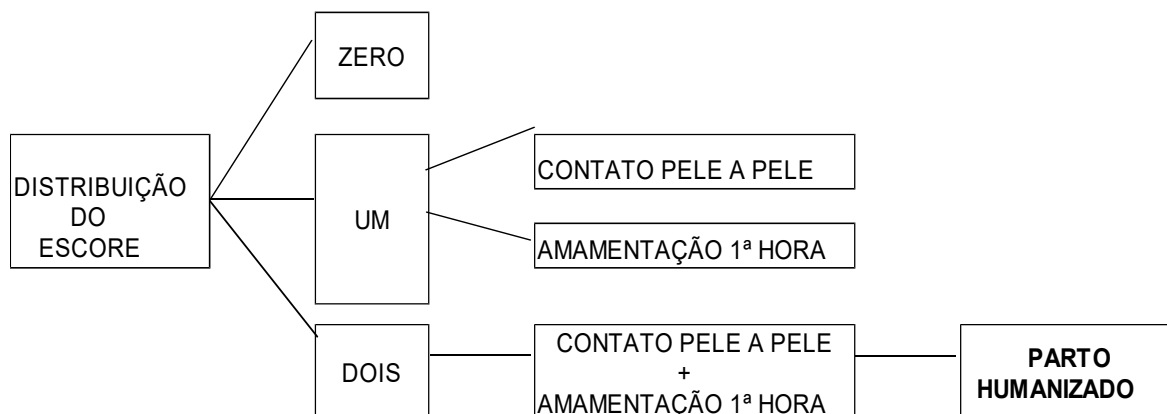 ZERO
DISTRIBUIÇÃO
DO
ESCORE
UM
CONTATO PELE A PELE
AMAMENTAÇÃO 1ª HORA
DOIS
CONTATO PELE A PELE
+
AMAMENTAÇÃO 1ª HORA
PARTO
HUMANIZADO